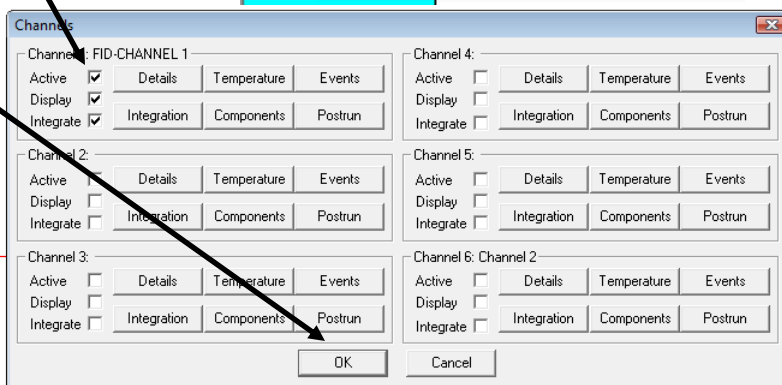 Channels
Channel 1: FID-CHANNEL 1
Active Details Temperature Events
Display
Integrate Integration Components Postrun
Channel 4:
Active Details Temperature Events
Display
Integrate Integration Components Postrun
Channel 2:
Active Details Temperature Events
Display
Integrate Integration Components Postrun
Channel 5:
Active Details Temperature Events
Display
Integrate Integration Components Postrun
Channel 3:
Active Details Temperature Events
Display
Integrate Integration Components Postrun
Channel 6: Channel 2
Active Details Temperature Events
Display
Integrate Integration Components Postrun
OK Cancel